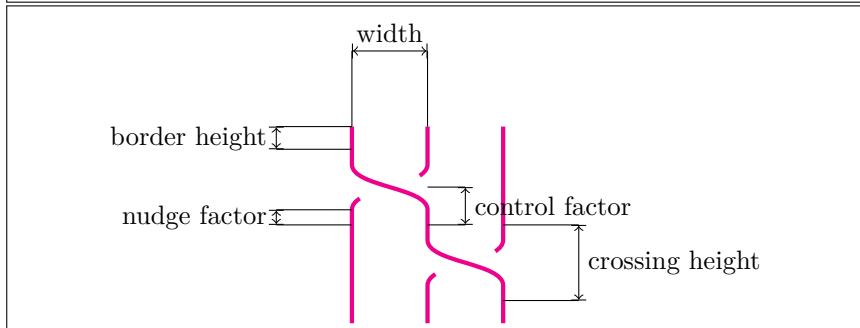 width
border height
nudge factor
control factor
crossing height